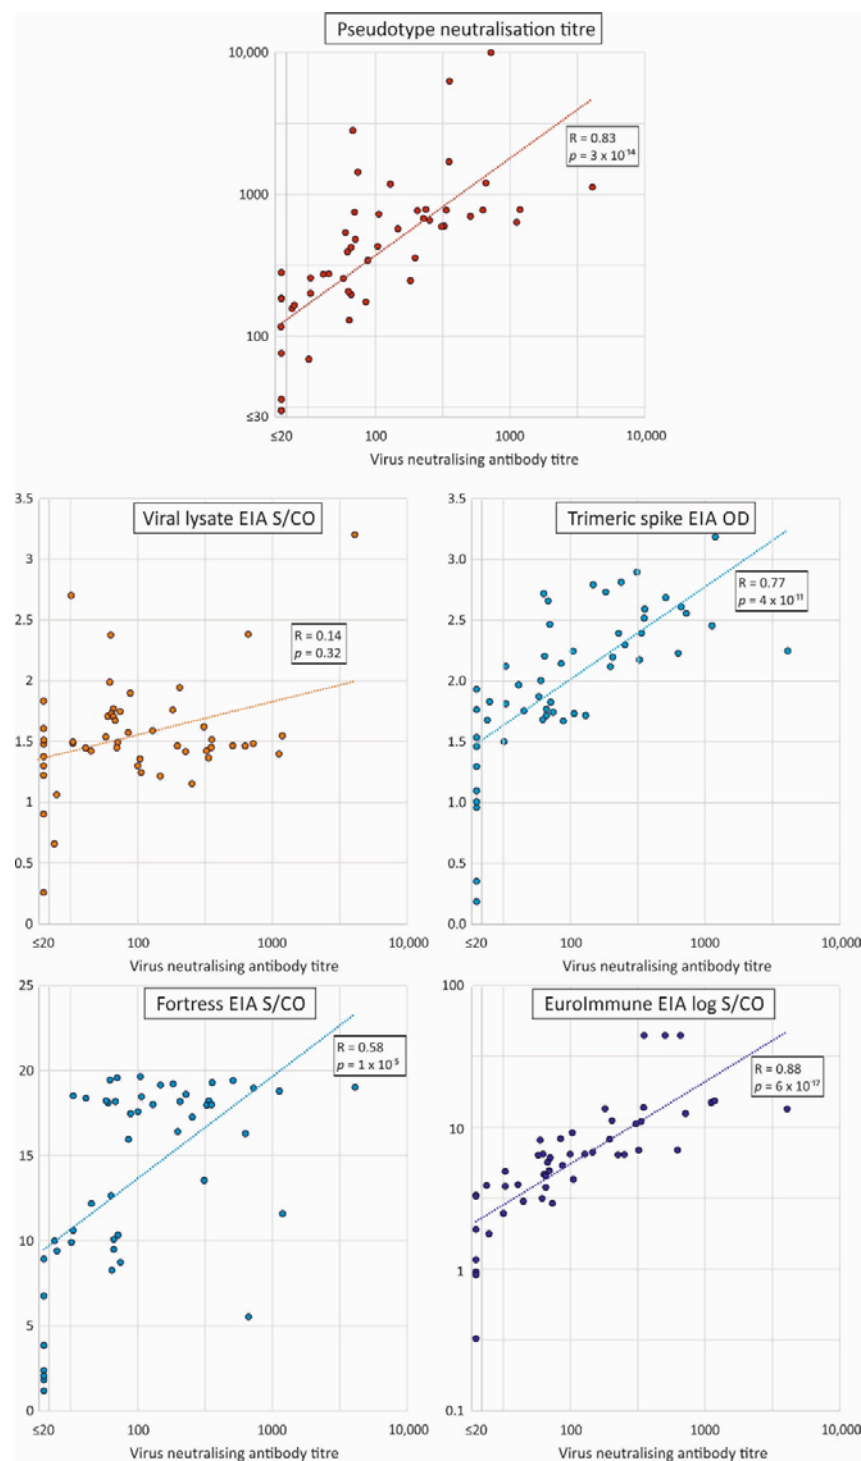 Pseudotype neutralisation titre
10,000
1000
100
≤30
R = 0.83
p = 3 x 10⁻¹⁴
≤20 100 1000 10,000
Virus neutralising antibody titre
Viral lysate EIA S/CO
3.5
3
2.5
2
1.5
1
0.5
0
R = 0.14
p = 0.32
≤20 100 1000 10,000
Virus neutralising antibody titre
Trimeric spike EIA OD
3.5
3.0
2.5
2.0
1.5
1.0
0.5
0.0
R = 0.77
p = 4 x 10⁻¹¹
≤20 100 1000 10,000
Virus neutralising antibody titre
Fortress EIA S/CO
25
20
15
10
5
0
R = 0.58
p = 1 x 10⁻⁵
≤20 100 1000 10,000
Virus neutralising antibody titre
EuroImmune EIA log S/CO
100
10
1
0.1
R = 0.88
p = 6 x 10⁻¹⁷
≤20 100 1000 10,000
Virus neutralising antibody titre